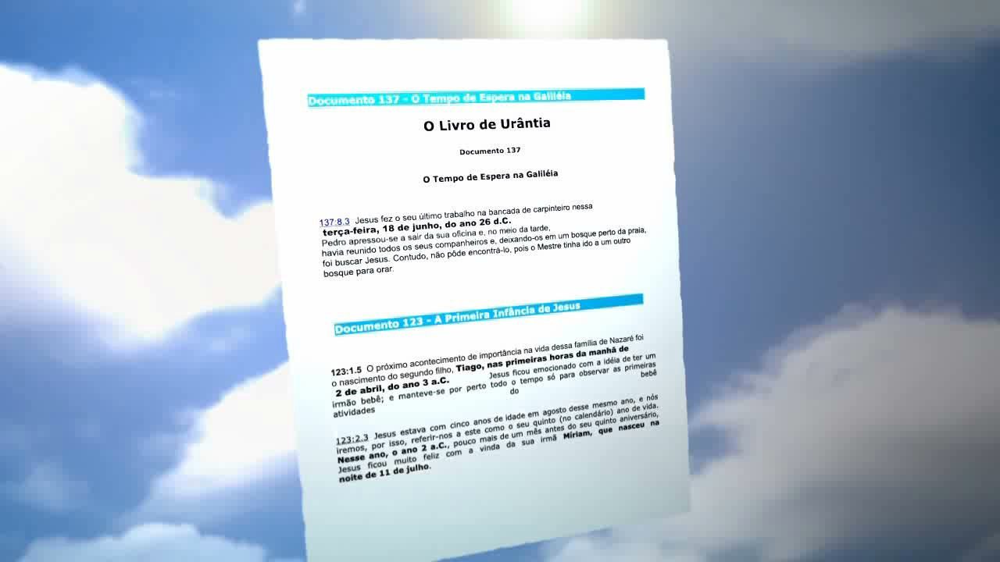 Documento 137 - O Tempo de Espera na Galiléia
O Livro de Urântia
Documento 137
O Tempo de Espera na Galiléia
137:8.3 Jesus fez o seu último trabalho na bancada de carpinteiro nessa
terça-feira, 18 de junho, do ano 26 d.C.
Pedro apressou-se a sair da sua oficina e, no meio da tarde,
havia reunido todos os seus companheiros e, deixando-os em um bosque perto da praia,
foi buscar Jesus. Contudo, não pôde encontrá-lo, pois o Mestre tinha ido a um outro
bosque para orar.
Documento 123 - A Primeira Infância de Jesus
123:1.5 O próximo acontecimento de importância na vida dessa família de Nazaré foi
o nascimento do segundo filho, Tiago, nas primeiras horas da manhã de
2 de abril, do ano 3 a.C. Jesus ficou emocionado com a idéia de ter um
irmão bebê; e manteve-se por perto todo o tempo só para observar as primeiras
atividades do bebê
123:2.3 Jesus estava com cinco anos de idade em agosto desse mesmo ano, e nós
iremos, por isso, referir-nos a este como o seu quinto (no calendário) ano de vida.
Nesse ano, o ano 2 a.C., pouco mais de um mês antes do seu quinto aniversário,
Jesus ficou muito feliz com a vinda da sua irmã Míriam, que nasceu na
noite de 11 de julho.